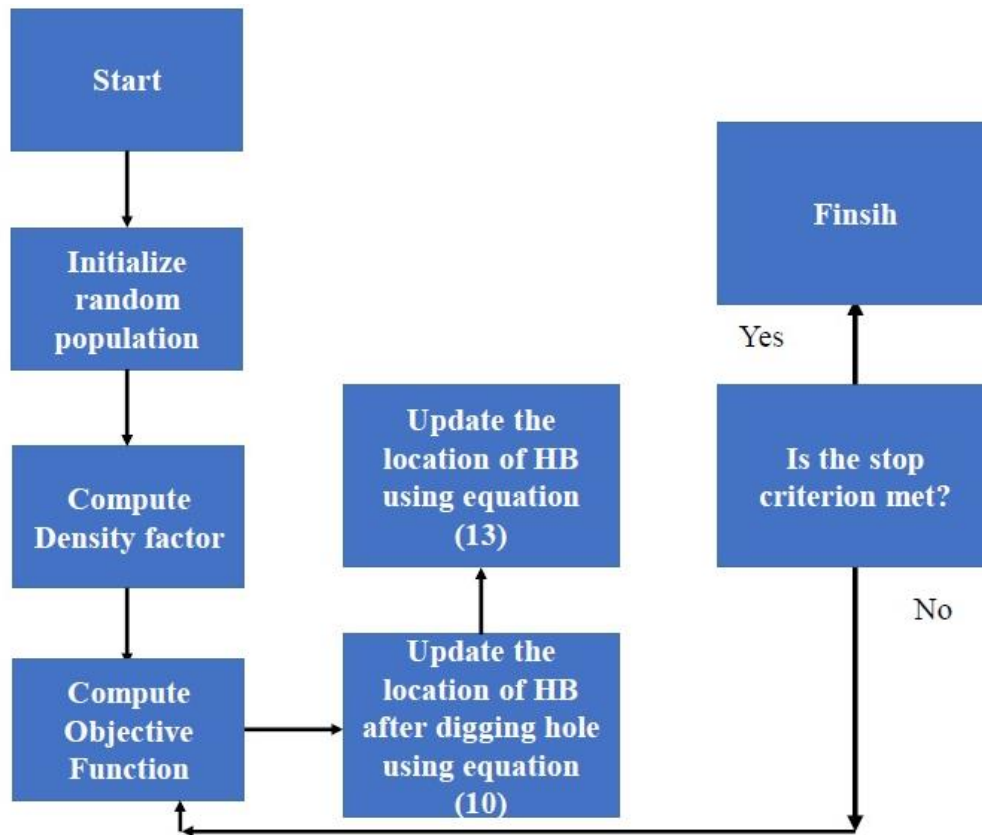 Start
Initialize
random
population
Compute
Density factor
Compute
Objective
Function
Update the
location of HB
after digging hole
using equation
(10)
Update the
location of HB
using equation
(13)
Is the stop
criterion met?
Yes
No
Finsih